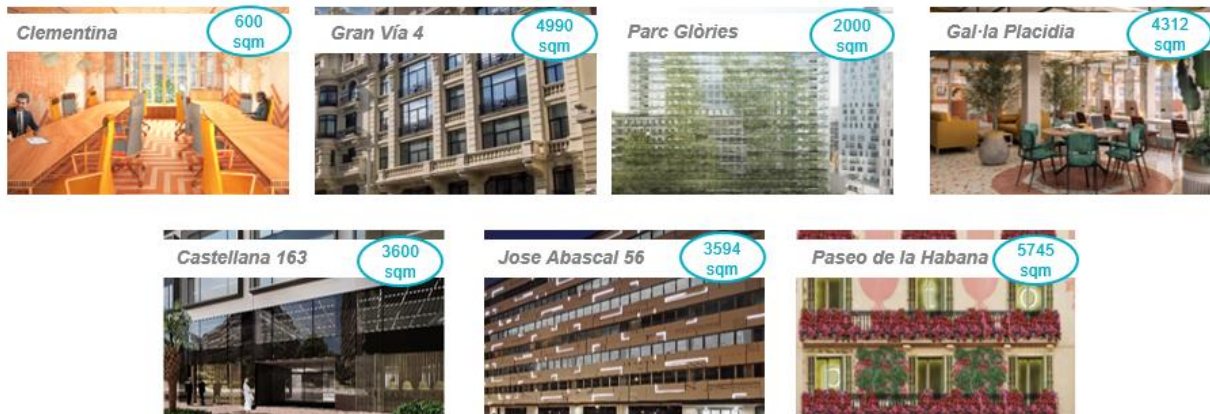 Clementina
600
sqm
Gran Vía 4
4990
sqm
Parc Glòries
2000
sqm
Gal·la Placidia
4312
sqm
Castellana 163
3600
sqm
Jose Abascal 56
3594
sqm
Paseo de la Habana
5745
sqm